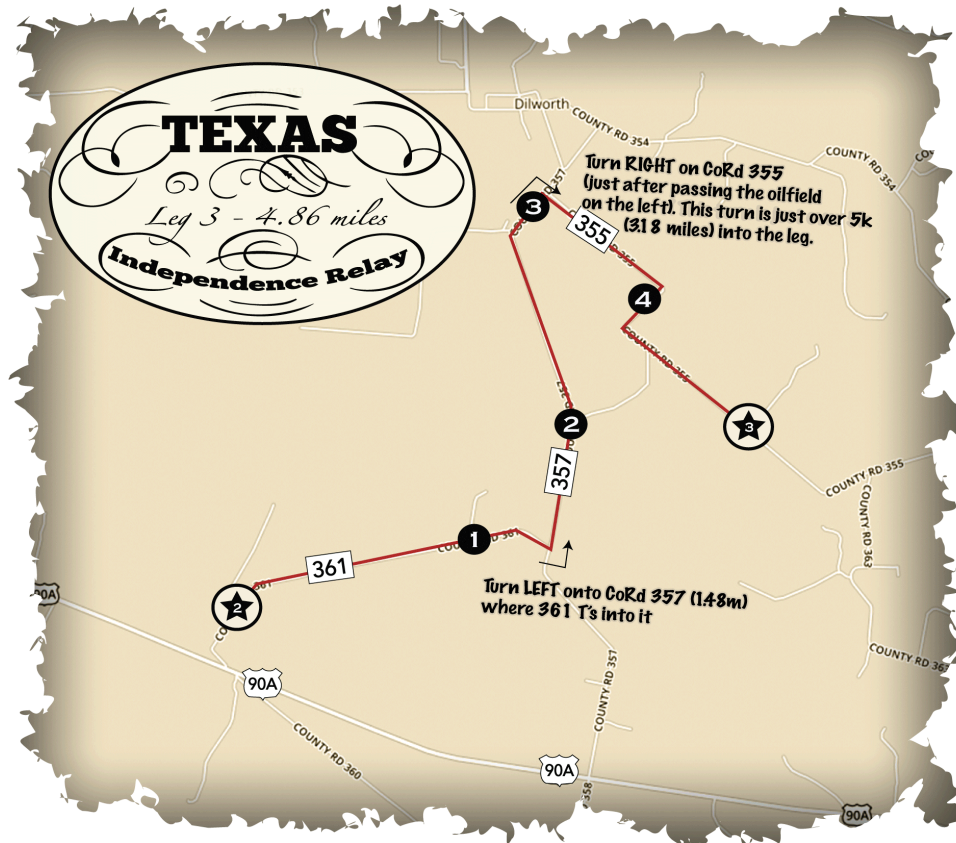 TEXAS
Leg 3 - 4.86 miles
Independence Relay
Dilworth
COUNTY RD 354
COUNTY RD 354
Turn RIGHT on CoRd 355
(just after passing the oilfield
on the left). This turn is just over 5k
(3.18 miles) into the leg.
357
3
355
4
COUNTY RD 355
2
3
357
COUNTY RD 355
COUNTY RD 363
1
361
2
Turn LEFT onto CoRd 357 (1.48m)
where 361 T's into it
90A
COUNTY RD 363
COUNTY RD 357
90A
COUNTY RD 360
90A
358
90A